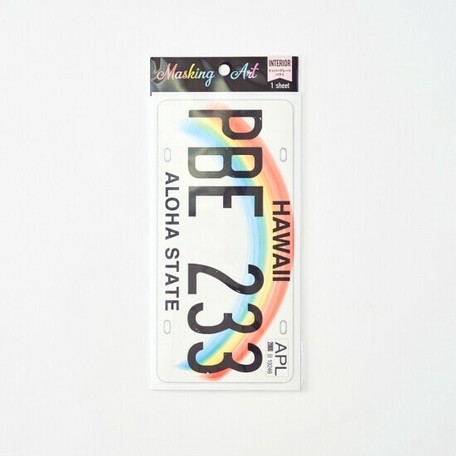 Masking Art
INTERIOR
1 sheet
HAWAII
APL
PBE 233
ALOHA STATE